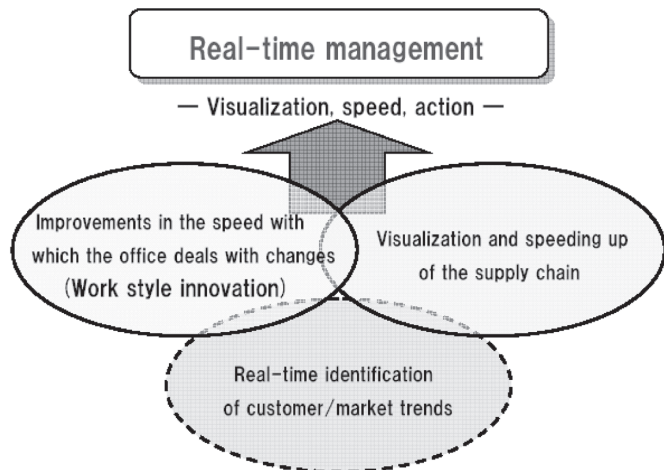 Real-time management
— Visualization, speed, action —
Improvements in the speed with
which the office deals with changes
(Work style innovation)
Visualization and speeding up
of the supply chain
Real-time identification
of customer/market trends